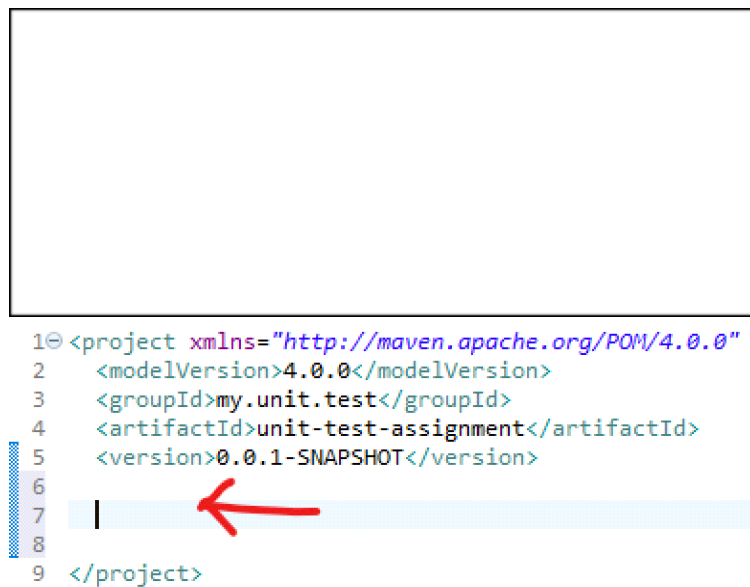 1 <project xmlns="http://maven.apache.org/POM/4.0.0"
2 <modelVersion>4.0.0</modelVersion>
3 <groupId>my.unit.test</groupId>
4 <artifactId>unit-test-assignment</artifactId>
5 <version>0.0.1-SNAPSHOT</version>
6
7
8
9 </project>